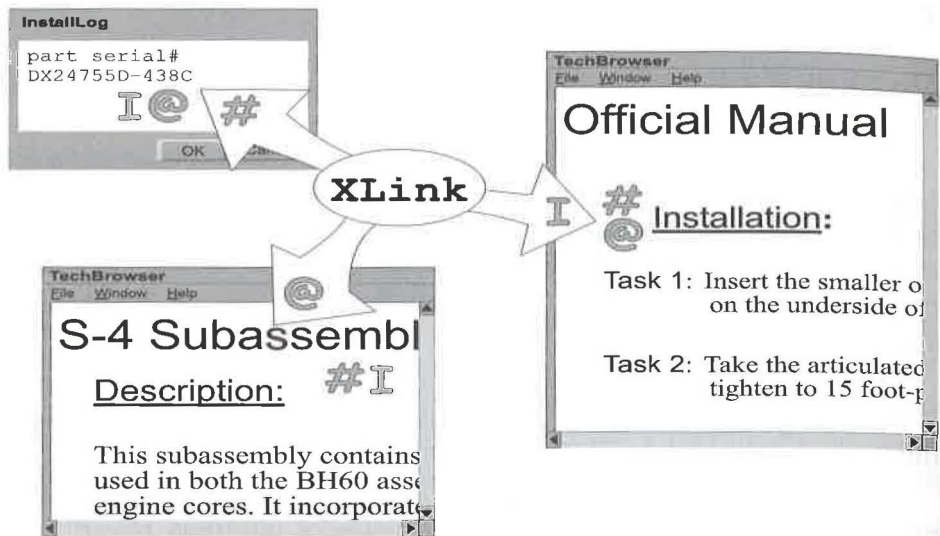 InstallLog
part serial#
DX24755D-438C
I@ #
OK
XLink
I
@
TechBrowser
File Window Help
Official Manual
#
@ Installation:
Task 1: Insert the smaller o
on the underside of
Task 2: Take the articulated
tighten to 15 foot-p
TechBrowser
File Window Help
S-4 Subassembl
Description: #I
This subassembly contains
used in both the BH60 asse
engine cores. It incorporate